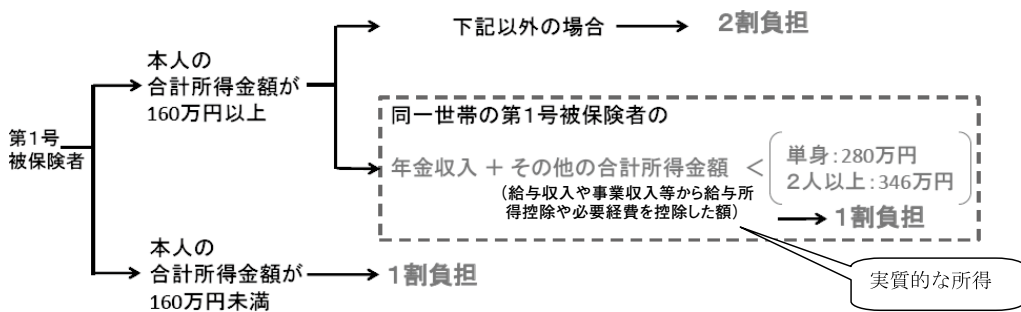 第1号
被保険者
本人の
合計所得金額が
160万円以上
下記以外の場合
2割負担
同一世帯の第1号被保険者の
年金収入 + その他の合計所得金額 <
(給与収入や事業収入等から給与所
得控除や必要経費を控除した額)
単身:280万円
2人以上:346万円
1割負担
本人の
合計所得金額が
160万円未満
1割負担
実質的な所得